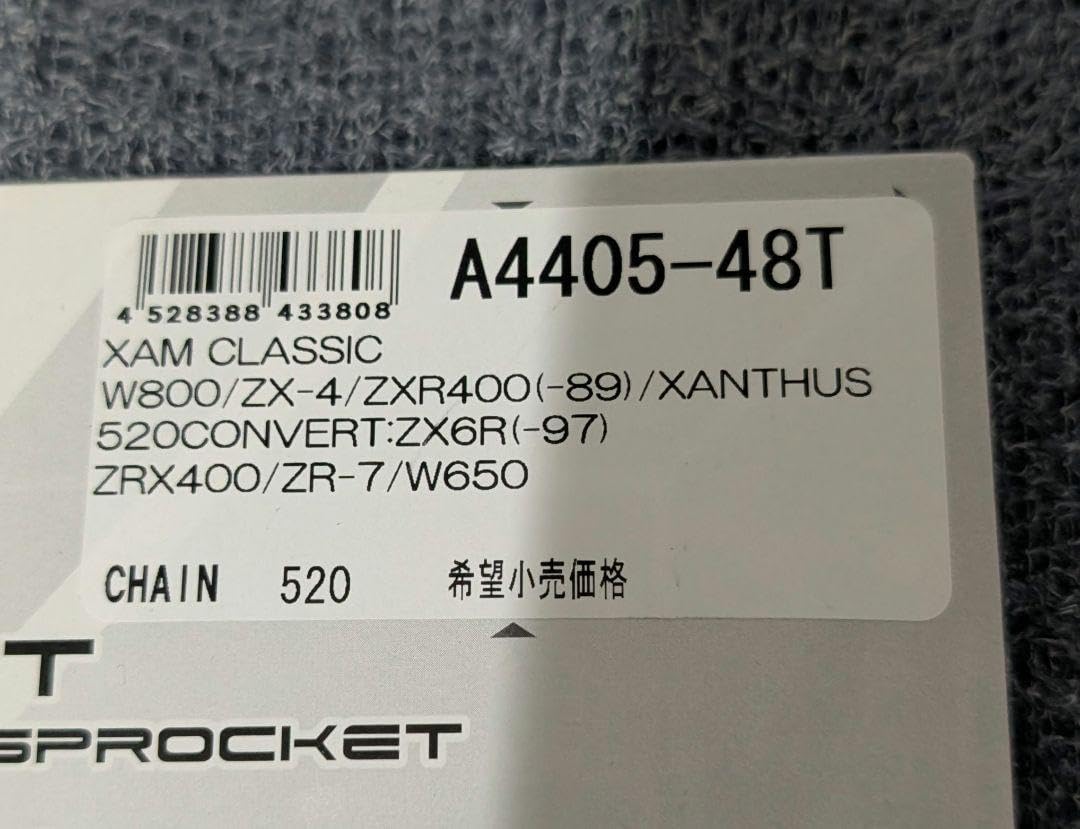 A4405-48T
4 528388 433808
XAM CLASSIC
W800/ZX-4/ZXR400(-89)/XANTHUS
520CONVERT:ZX6R(-97)
ZRX400/ZR-7/W650
CHAIN 520 希望小売価格
T
SPROCKET